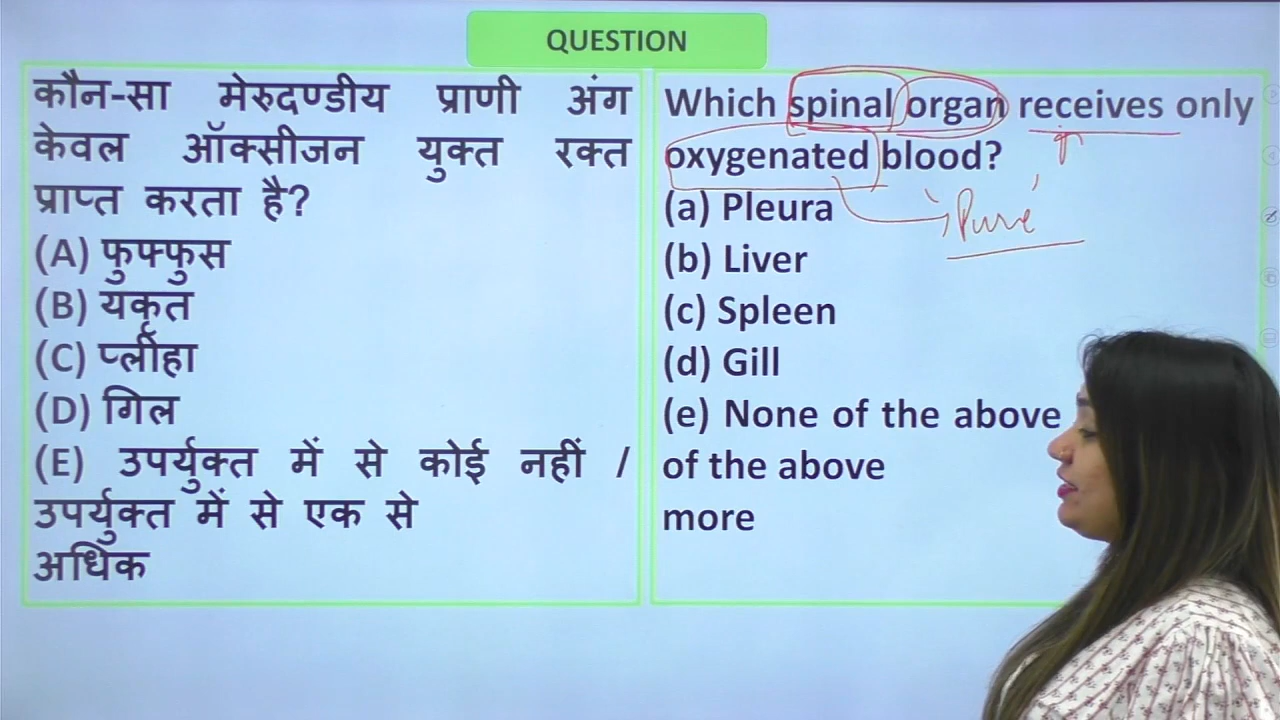 QUESTION
कौन-सा मेरुदण्डीय प्राणी अंग
केवल ऑक्सीजन युक्त रक्त
प्राप्त करता है?
(A) फुफ्फुस
(B) यकृत
(C) प्लीहा
(D) गिल
(E) उपर्युक्त में से कोई नहीं /
उपर्युक्त में से एक से
अधिक
Which spinal organ receives only
oxygenated blood?
(a) Pleura
Pure
(b) Liver
(c) Spleen
(d) Gill
(e) None of the above
of the above
more